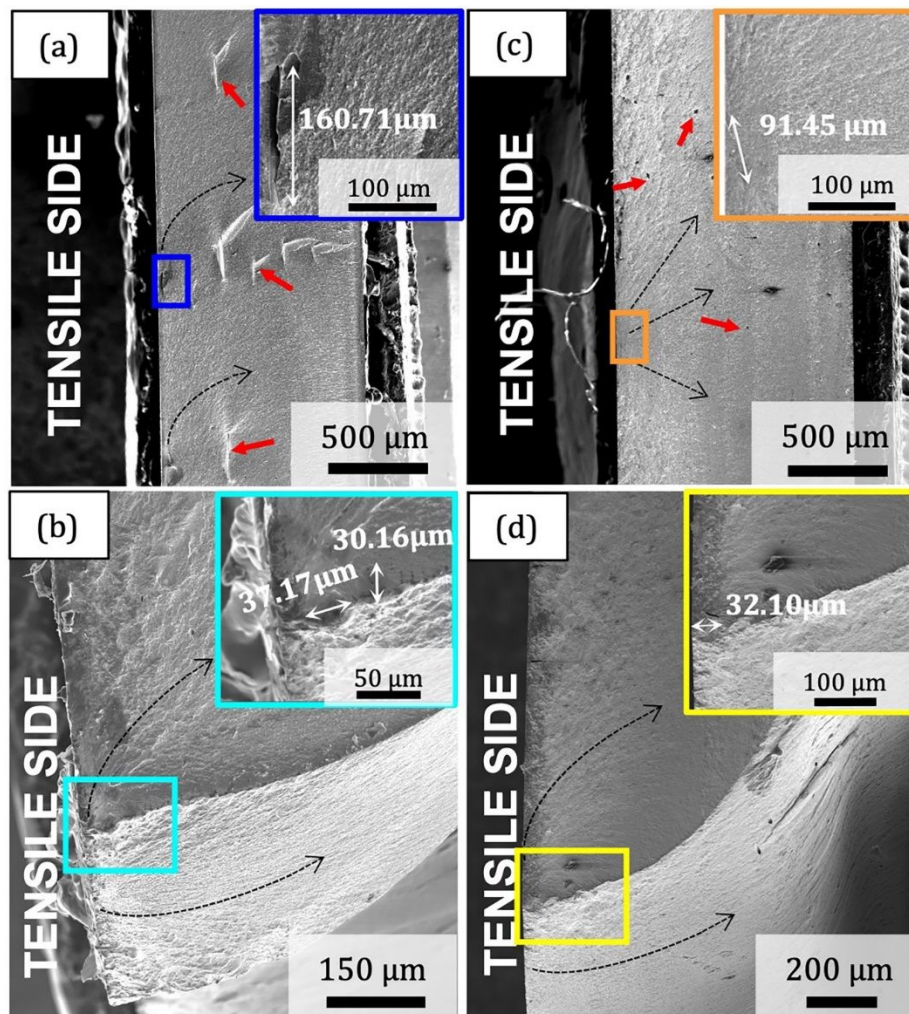 (a)
TENSILE SIDE
160.71µm
100 µm
500 µm
(c)
TENSILE SIDE
91.45 µm
100 µm
500 µm
(b)
TENSILE SIDE
30.16µm
37.17µm
50 µm
150 µm
(d)
TENSILE SIDE
32.10µm
100 µm
200 µm